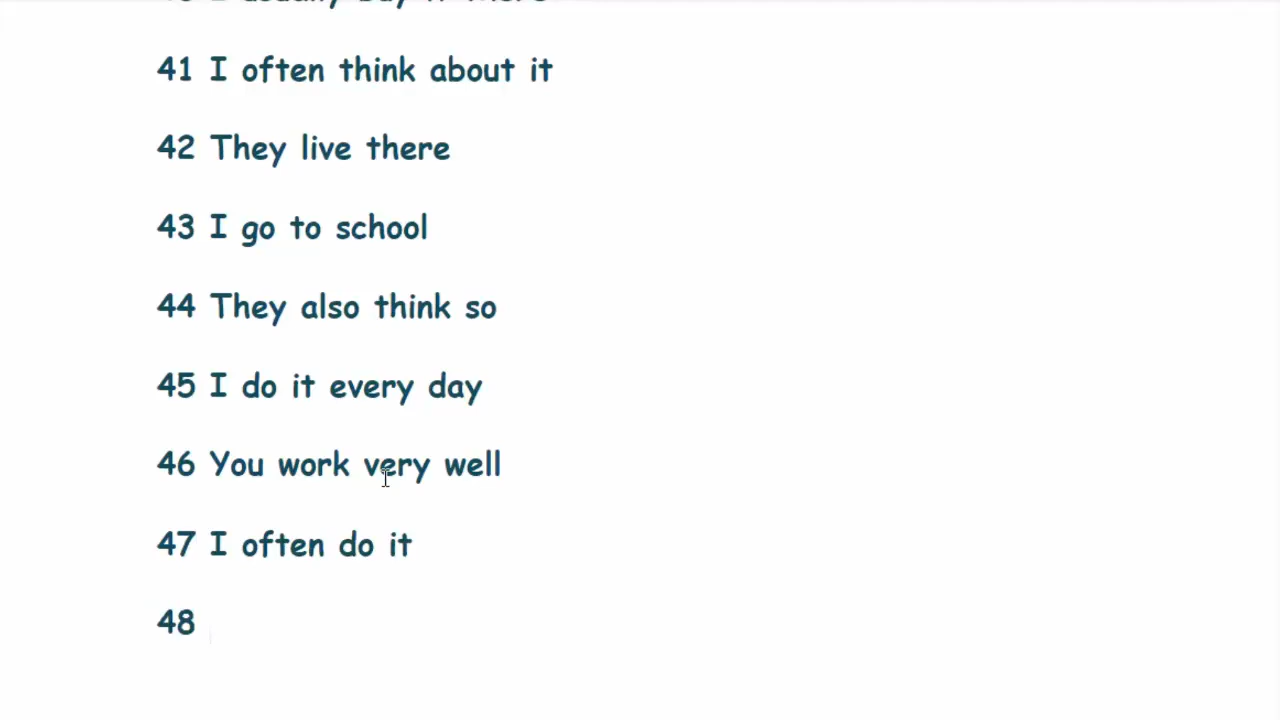 41 I often think about it
42 They live there
43 I go to school
44 They also think so
45 I do it every day
46 You work very well
47 I often do it
48